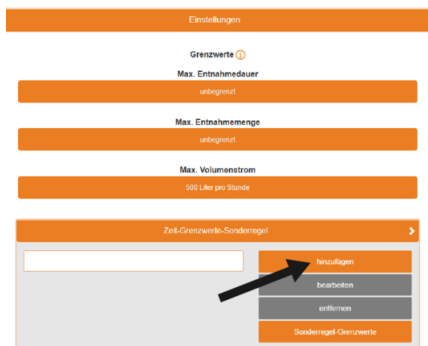 Einstellungen
Grenzwerte
Max. Entnahmedauer
unbegrenzt
Max. Entnahmemenge
unbegrenzt
Max. Volumenstrom
500 Liter pro Stunde
Zeit-Grenzwerte-Sonderregel
hinzufügen
bearbeiten
entfernen
Sonderregel-Grenzwerte